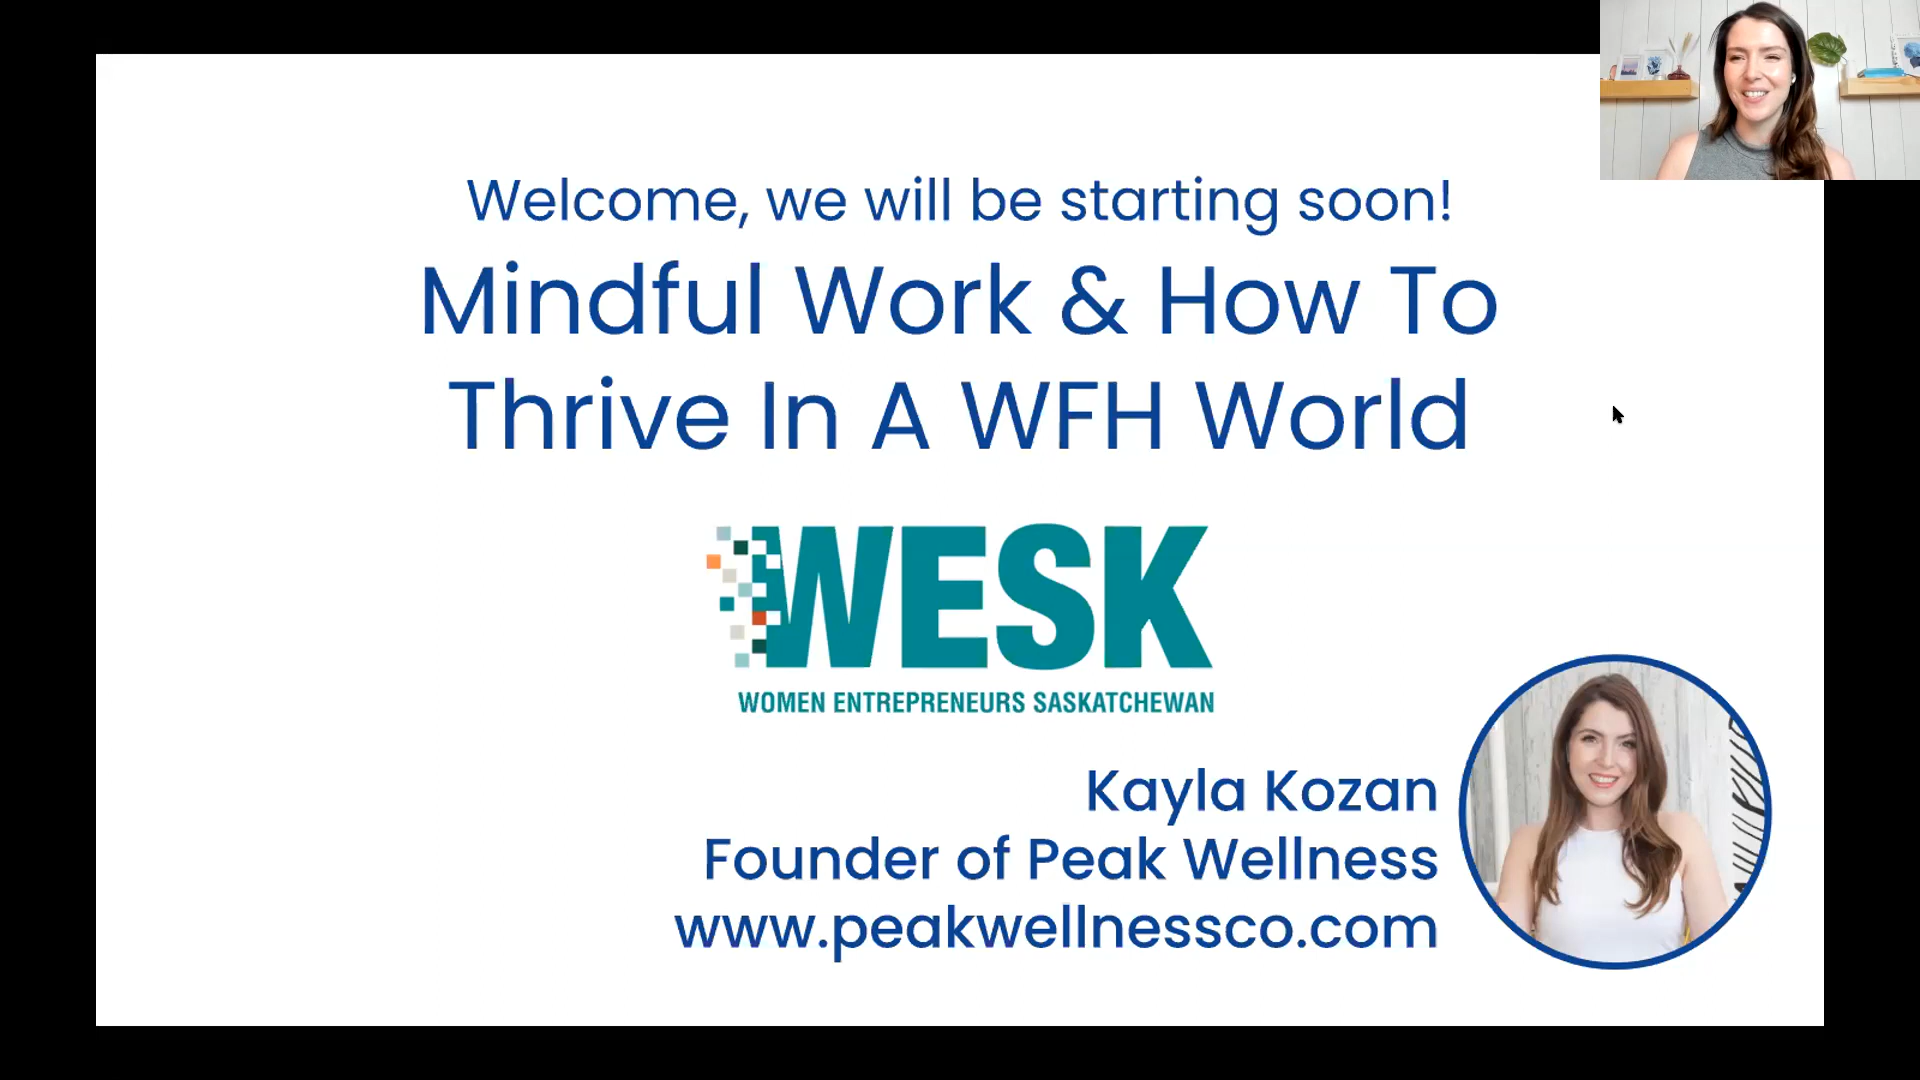 Welcome, we will be starting soon!
Mindful Work & How To
Thrive In A WFH World
WESK
WOMEN ENTREPRENEURS SASKATCHEWAN
Kayla Kozan
Founder of Peak Wellness
www.peakwellnessco.com